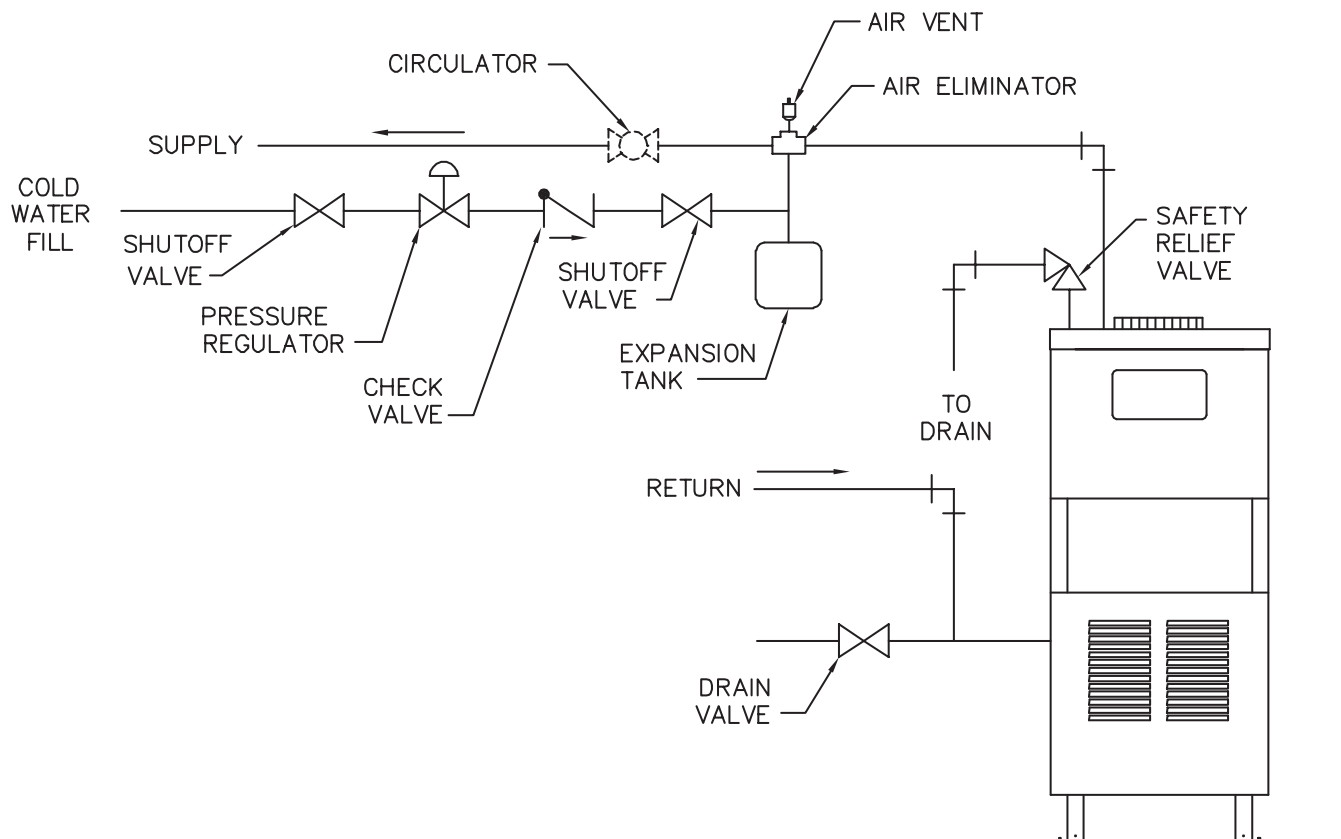 AIR VENT
CIRCULATOR
AIR ELIMINATOR
SUPPLY
COLD
WATER
FILL
SHUTOFF
VALVE
PRESSURE
REGULATOR
CHECK
VALVE
SHUTOFF
VALVE
EXPANSION
TANK
SAFETY
RELIEF
VALVE
TO
DRAIN
RETURN
DRAIN
VALVE